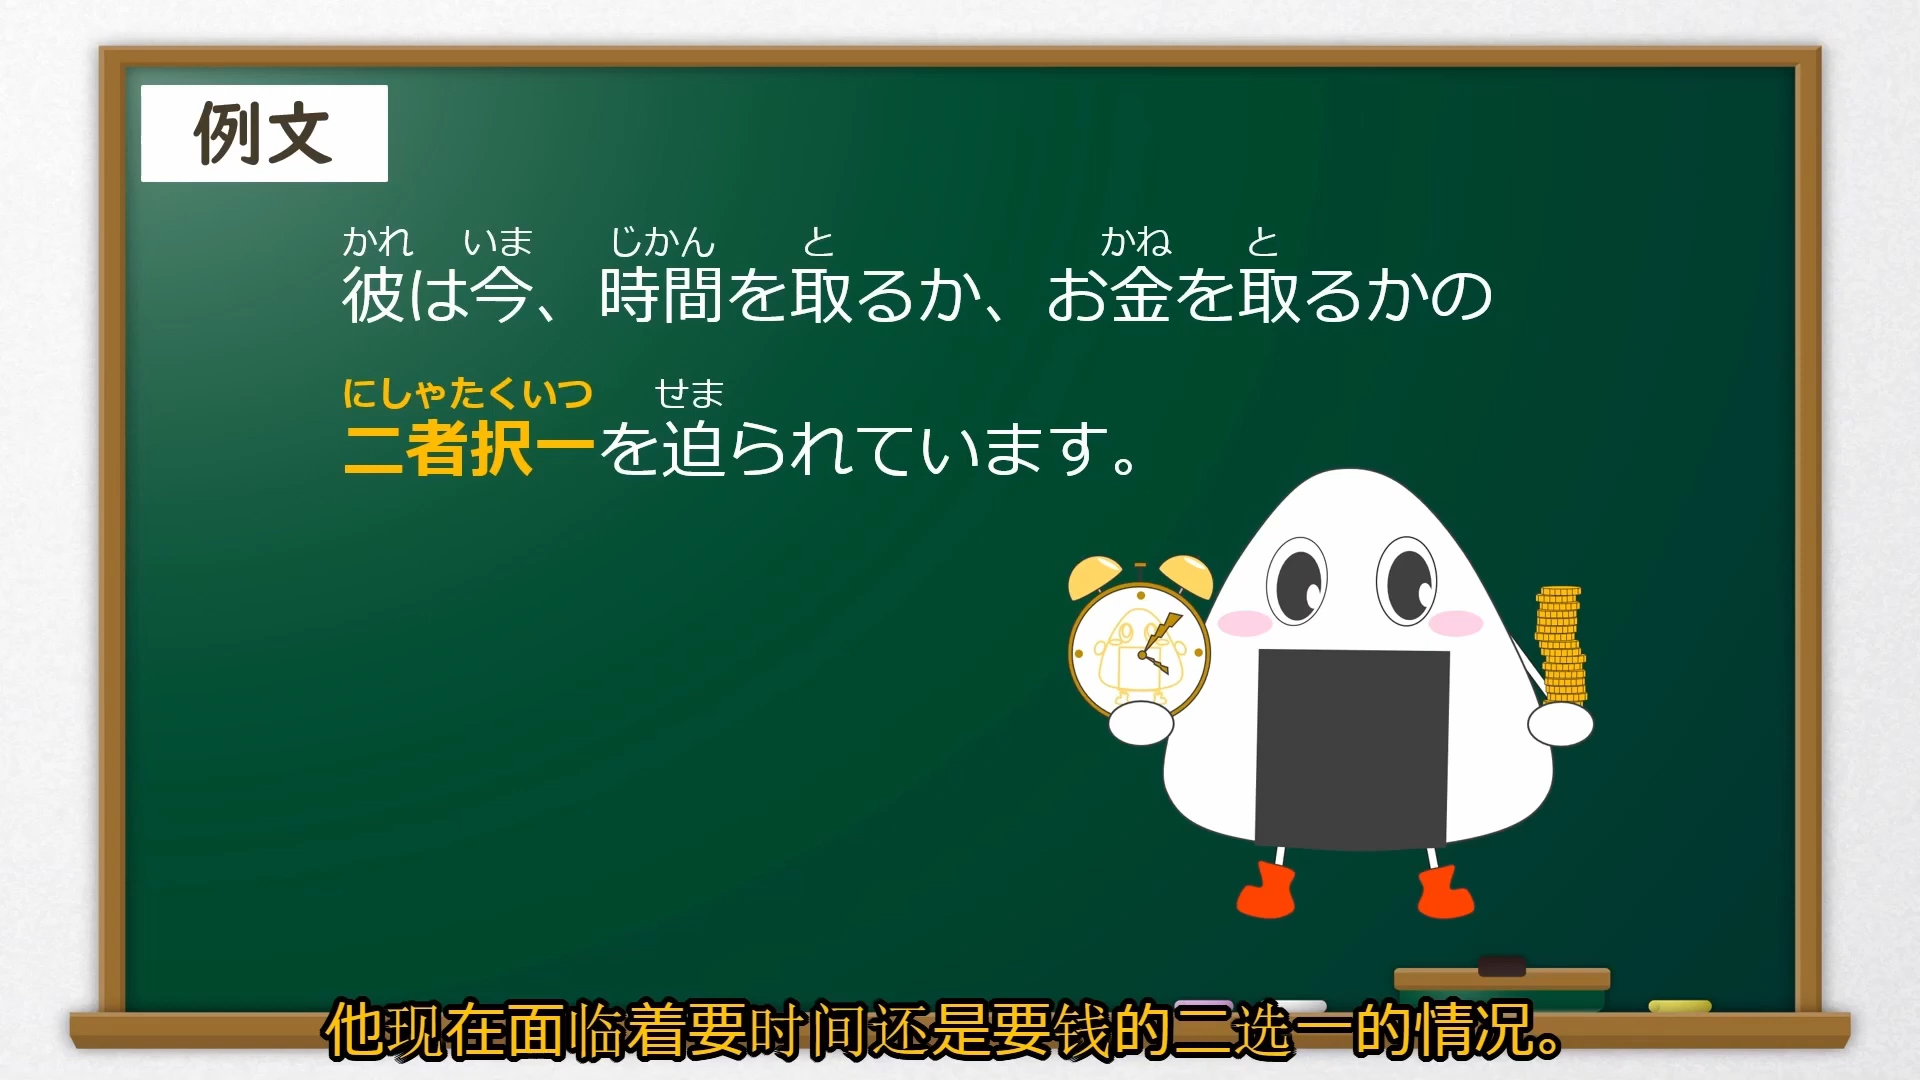 例文
かれ いま じかん と かね と
彼は今、時間を取るか、お金を取るかの
にしゃたくいつ せま
二者択一を迫られています。
他现在面临着要时间还是要钱的二选一的情况。